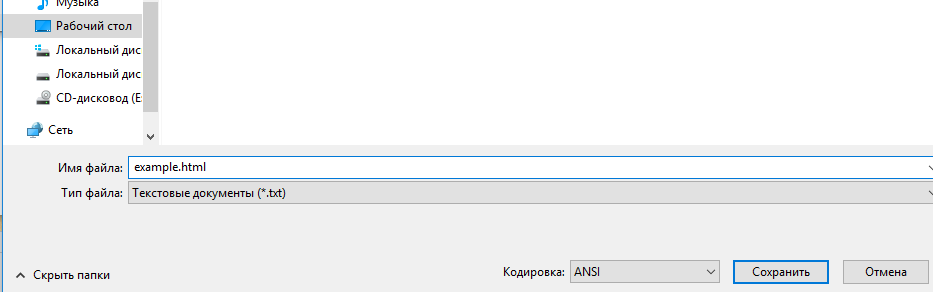 Музыка
Рабочий стол
Локальный дис
Локальный дис
CD-дисковод (E:
Сеть
Имя файла: example.html
Тип файла: Текстовые документы (*.txt)
Скрыть папки
Кодировка: ANSI
Сохранить
Отмена